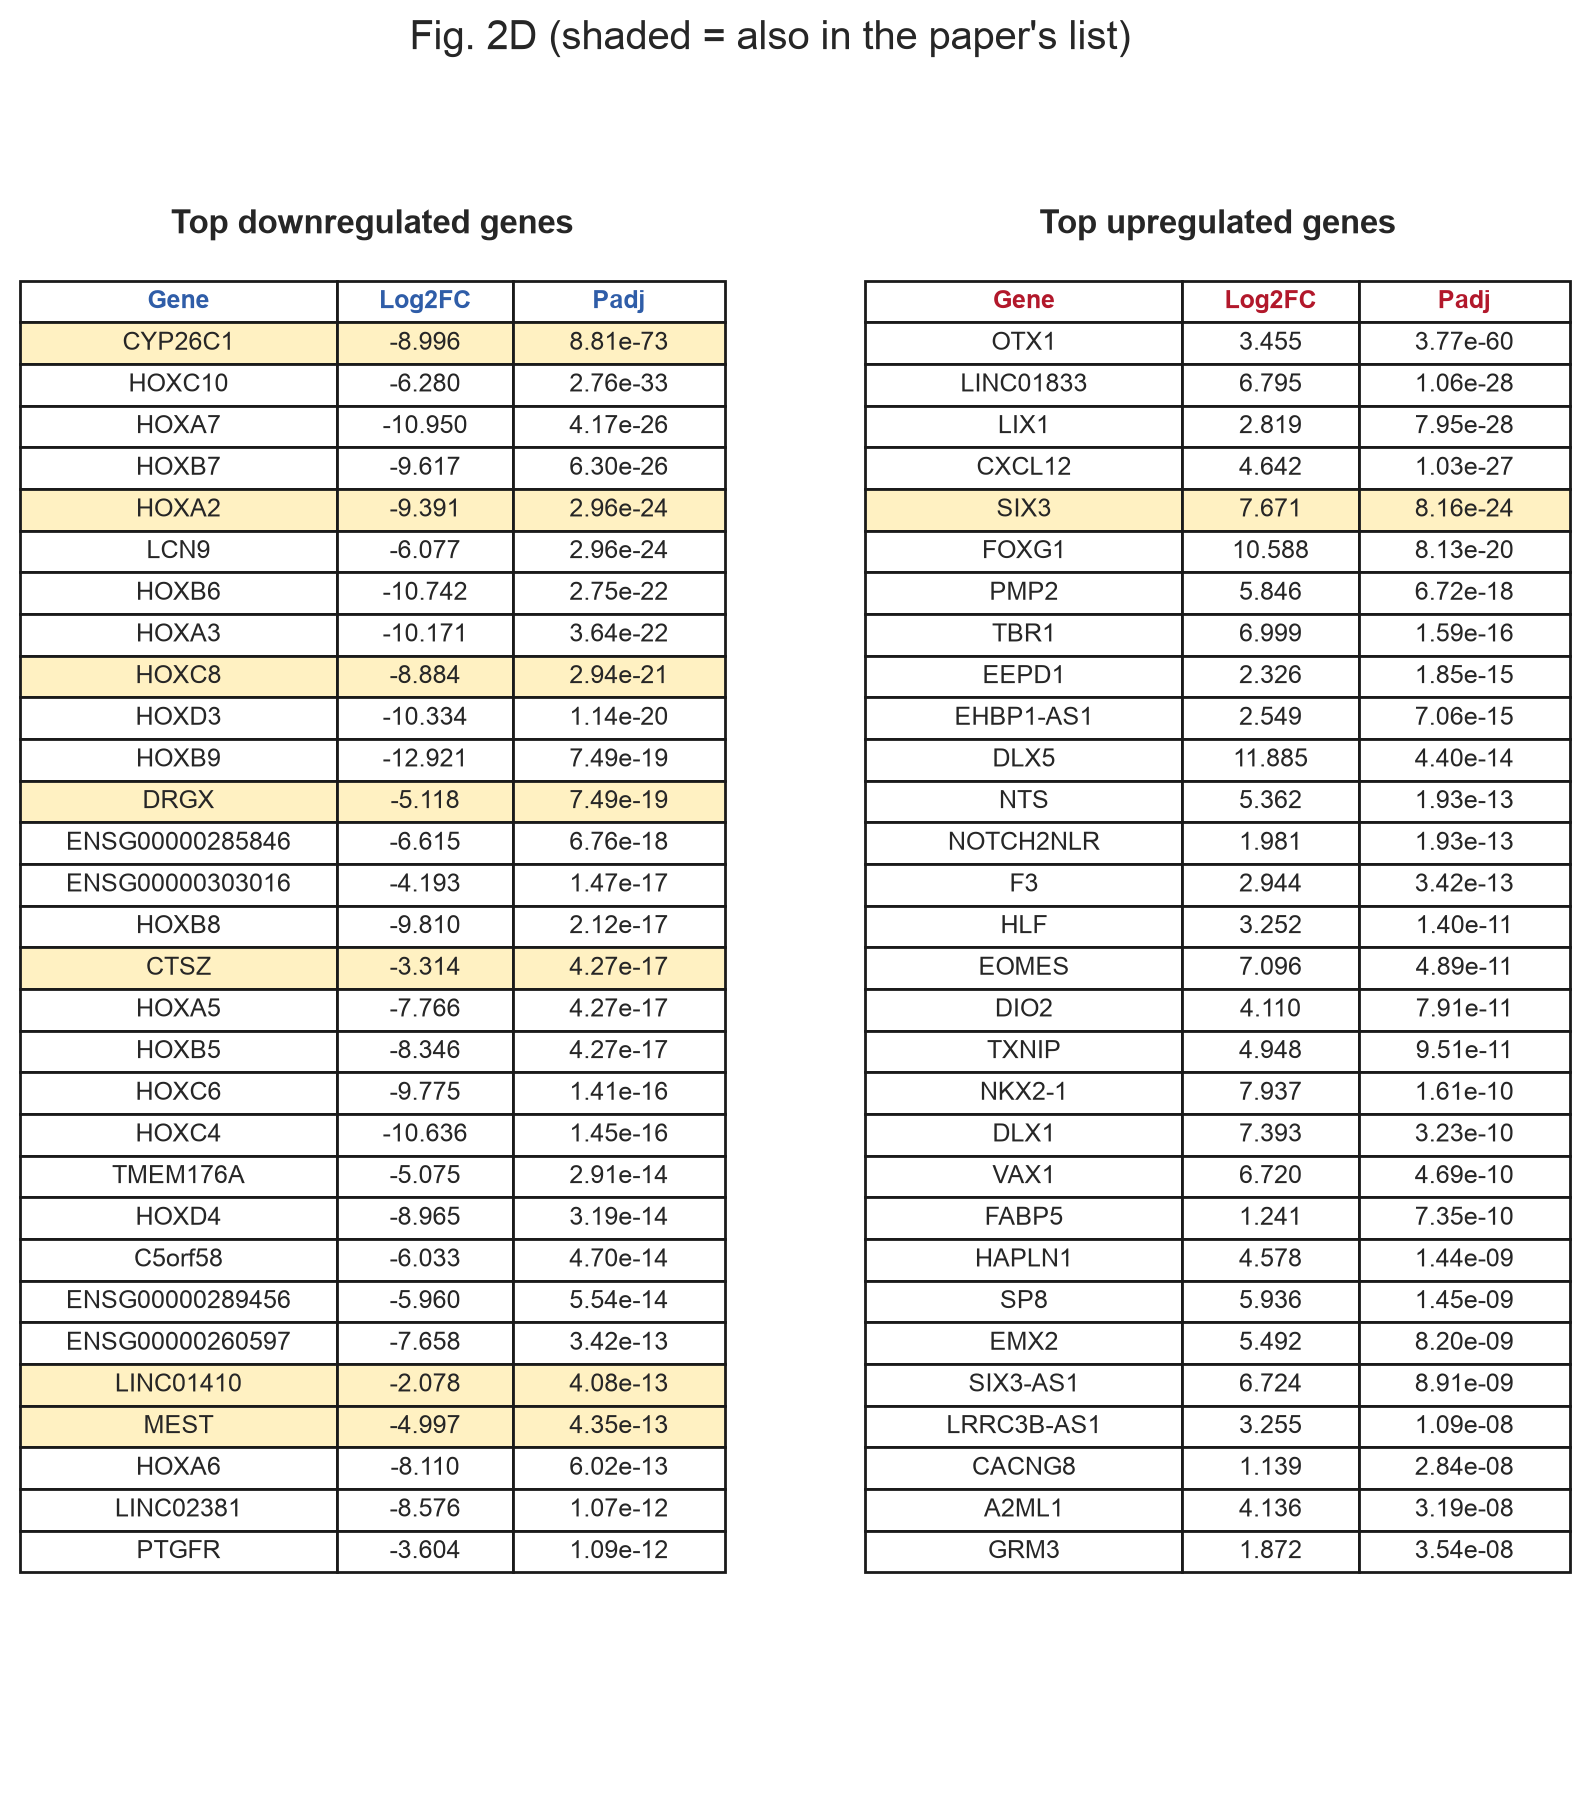 Fig. 2D (shaded = also in the paper's list)
Top downregulated genes
Gene Log2FC Padj
CYP26C1 -8.996 8.81e-73
HOXC10 -6.280 2.76e-33
HOXA7 -10.950 4.17e-26
HOXB7 -9.617 6.30e-26
HOXA2 -9.391 2.96e-24
LCN9 -6.077 2.96e-24
HOXB6 -10.742 2.75e-22
HOXA3 -10.171 3.64e-22
HOXC8 -8.884 2.94e-21
HOXD3 -10.334 1.14e-20
HOXB9 -12.921 7.49e-19
DRGX -5.118 7.49e-19
ENSG00000285846 -6.615 6.76e-18
ENSG00000303016 -4.193 1.47e-17
HOXB8 -9.810 2.12e-17
CTSZ -3.314 4.27e-17
HOXA5 -7.766 4.27e-17
HOXB5 -8.346 4.27e-17
HOXC6 -9.775 1.41e-16
HOXC4 -10.636 1.45e-16
TMEM176A -5.075 2.91e-14
HOXD4 -8.965 3.19e-14
C5orf58 -6.033 4.70e-14
ENSG00000289456 -5.960 5.54e-14
ENSG00000260597 -7.658 3.42e-13
LINC01410 -2.078 4.08e-13
MEST -4.997 4.35e-13
HOXA6 -8.110 6.02e-13
LINC02381 -8.576 1.07e-12
PTGFR -3.604 1.09e-12
Top upregulated genes
Gene Log2FC Padj
OTX1 3.455 3.77e-60
LINC01833 6.795 1.06e-28
LIX1 2.819 7.95e-28
CXCL12 4.642 1.03e-27
SIX3 7.671 8.16e-24
FOXG1 10.588 8.13e-20
PMP2 5.846 6.72e-18
TBR1 6.999 1.59e-16
EEPD1 2.326 1.85e-15
EHBP1-AS1 2.549 7.06e-15
DLX5 11.885 4.40e-14
NTS 5.362 1.93e-13
NOTCH2NLR 1.981 1.93e-13
F3 2.944 3.42e-13
HLF 3.252 1.40e-11
EOMES 7.096 4.89e-11
DIO2 4.110 7.91e-11
TXNIP 4.948 9.51e-11
NKX2-1 7.937 1.61e-10
DLX1 7.393 3.23e-10
VAX1 6.720 4.69e-10
FABP5 1.241 7.35e-10
HAPLN1 4.578 1.44e-09
SP8 5.936 1.45e-09
EMX2 5.492 8.20e-09
SIX3-AS1 6.724 8.91e-09
LRRC3B-AS1 3.255 1.09e-08
CACNG8 1.139 2.84e-08
A2ML1 4.136 3.19e-08
GRM3 1.872 3.54e-08